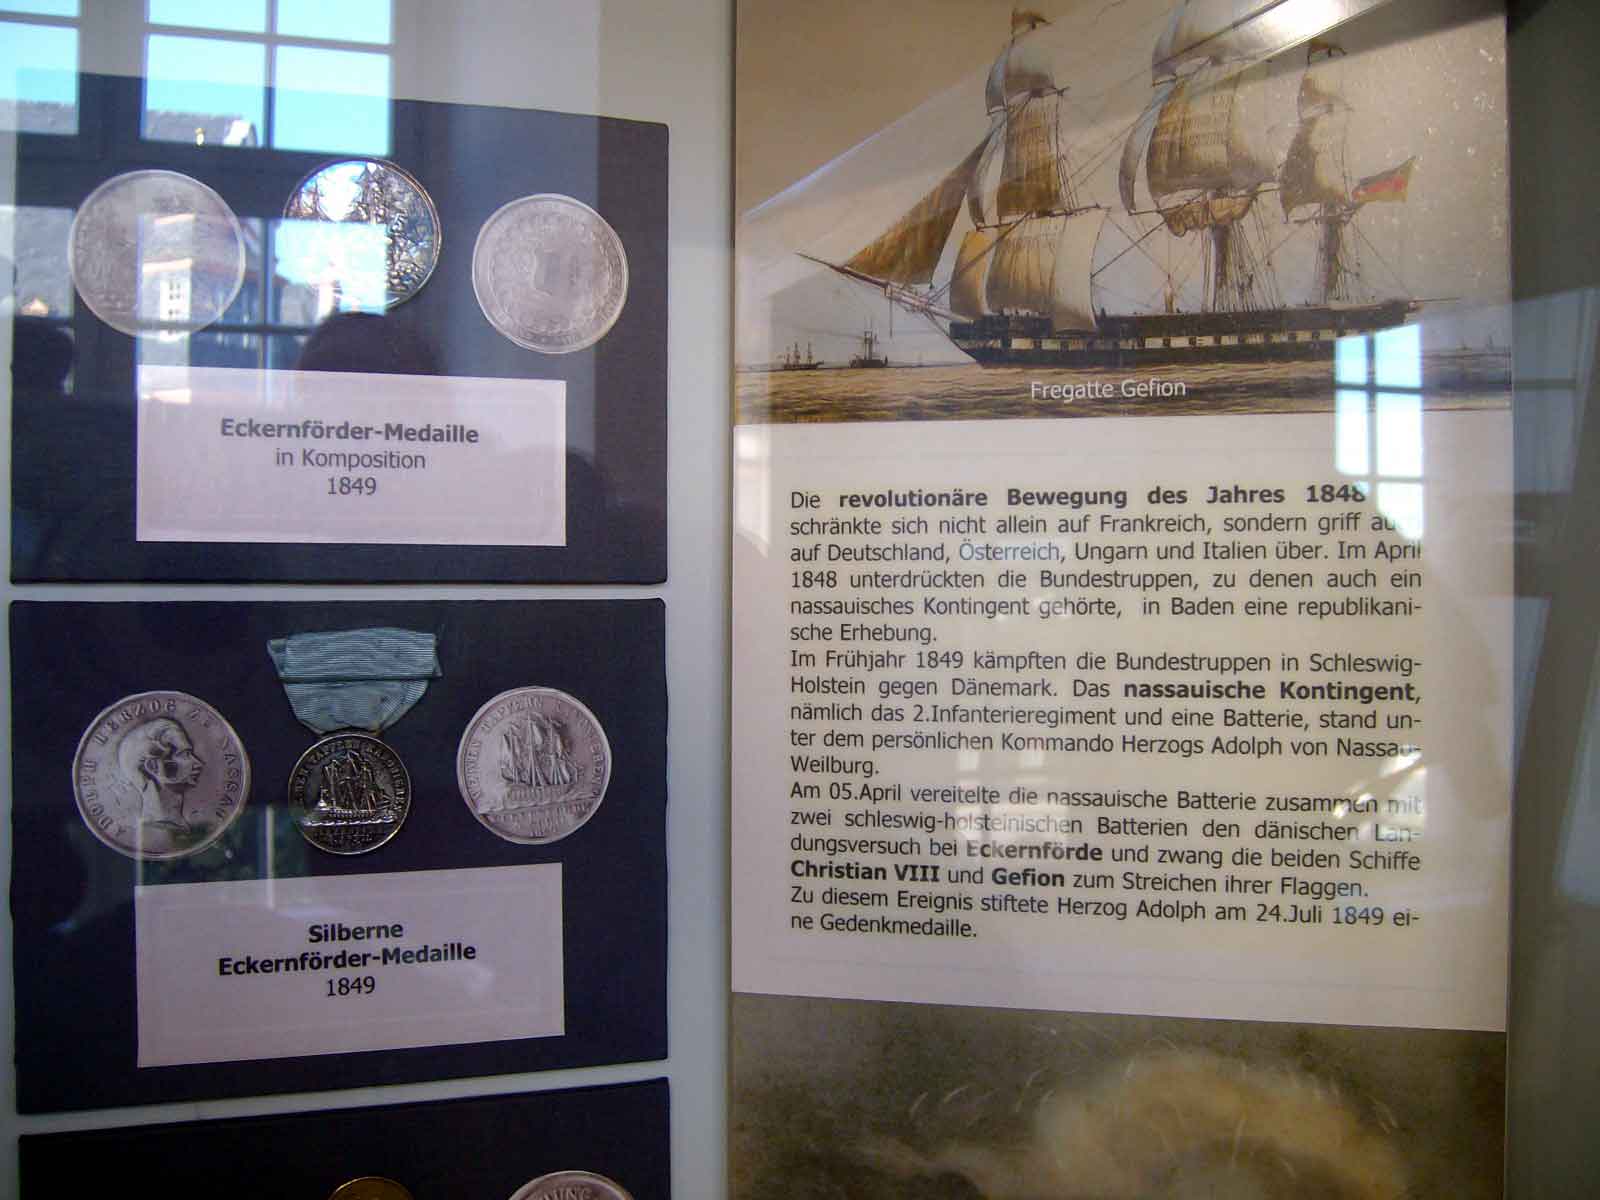 Eckernförder-Medaille
in Komposition
1849
ADOLPH HERZOG ZU NASSAU
Silberne
Eckernförder-Medaille
1849
Fregatte Gefion
Die revolutionäre Bewegung des Jahres 1848
schränkte sich nicht allein auf Frankreich, sondern griff
auf Deutschland, Österreich, Ungarn und Italien über. Im April
1848 unterdrückten die Bundestruppen, zu denen auch ein
nassauisches Kontingent gehörte, in Baden eine republikani-
sche Erhebung.
Im Frühjahr 1849 kämpften die Bundestruppen in Schleswig-
Holstein gegen Dänemark. Das nassauische Kontingent,
nämlich das 2.Infanterieregiment und eine Batterie, stand un-
ter dem persönlichen Kommando Herzogs Adolph von Nassau-
Weilburg.
Am 05.April vereitelte die nassauische Batterie zusammen mit
zwei schleswig-holsteinischen Batterien den dänischen Lan-
dungsversuch bei Eckernförde und zwang die beiden Schiffe
Christian VIII und Gefion zum Streichen ihrer Flaggen.
Zu diesem Ereignis stiftete Herzog Adolph am 24.Juli 1849 ei-
ne Gedenkmedaille.